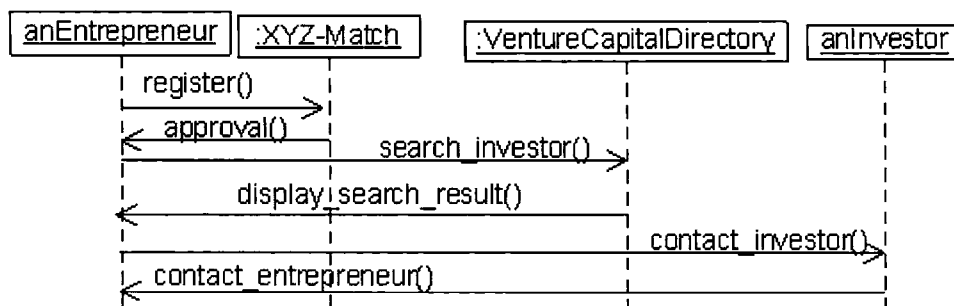 anEntrepreneur
:XYZ-Match
:VentureCapitalDirectory
anInvestor
register()
approval()
search_investor()
display_search_result()
contact_investor()
contact_entrepreneur()